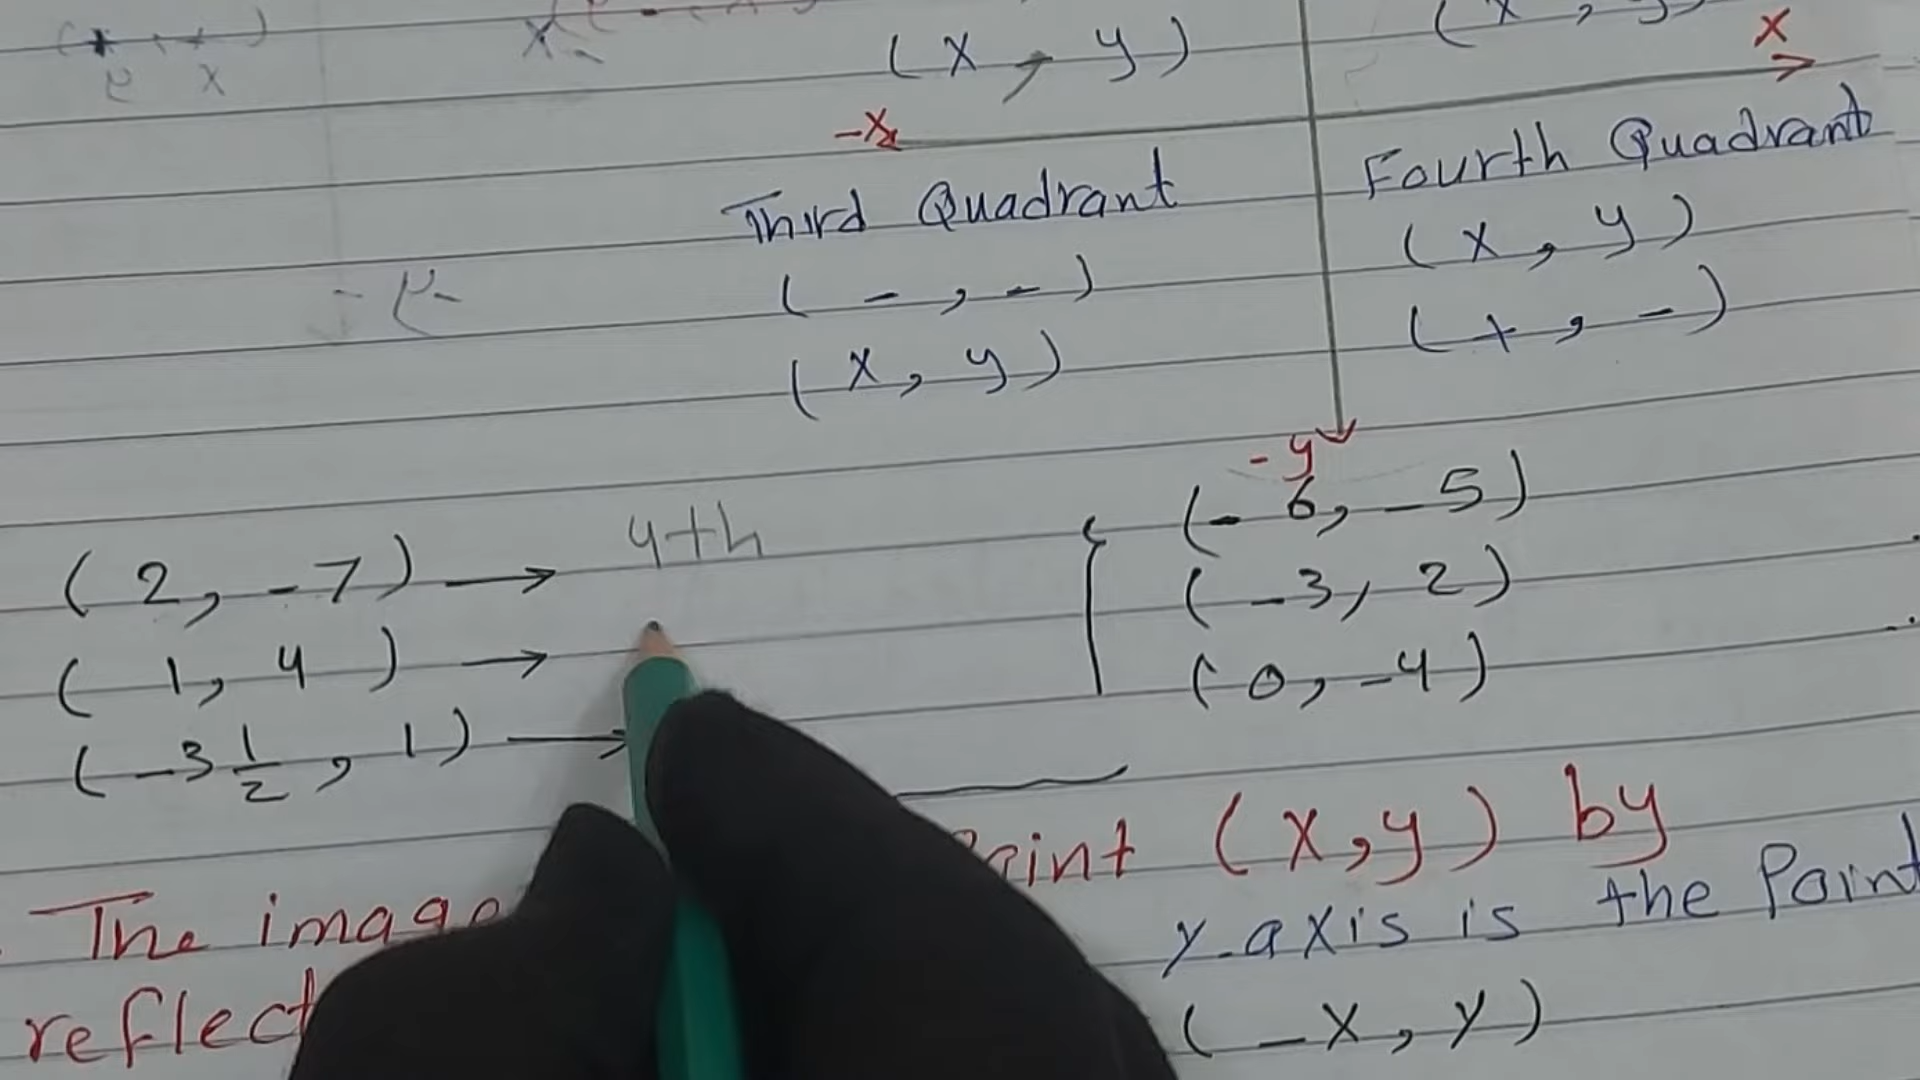 ( x , y )
x
-x
Third Quadrant
Fourth Quadrant
( - , - )
( x , y )
( x , y )
( + , - )
-y
( 2, -7 ) → 4th
( 1, 4 ) →
( -3 1/2 , 1 ) →
( - 6, - 5 )
( -3, 2 )
( 0, -4 )
The image
Point ( x,y ) by
reflect
y-axis is the Point
( -x, y )